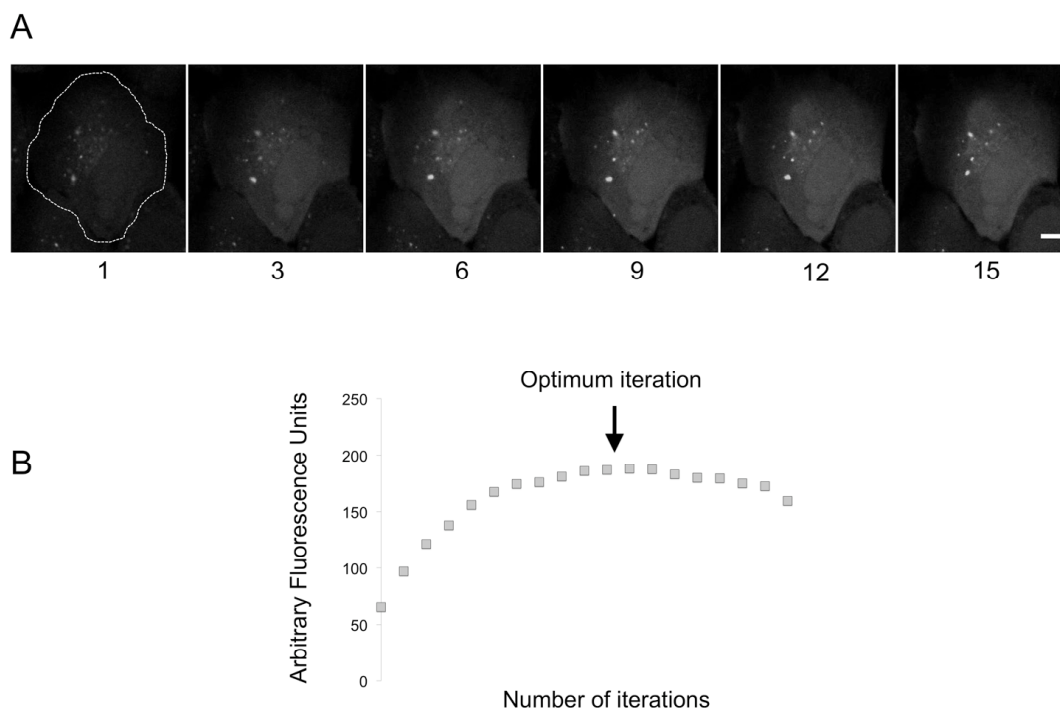 A
1 3 6 9 12 15
B
Optimum iteration
Arbitrary Fluorescence Units
250
200
150
100
50
0
Number of iterations